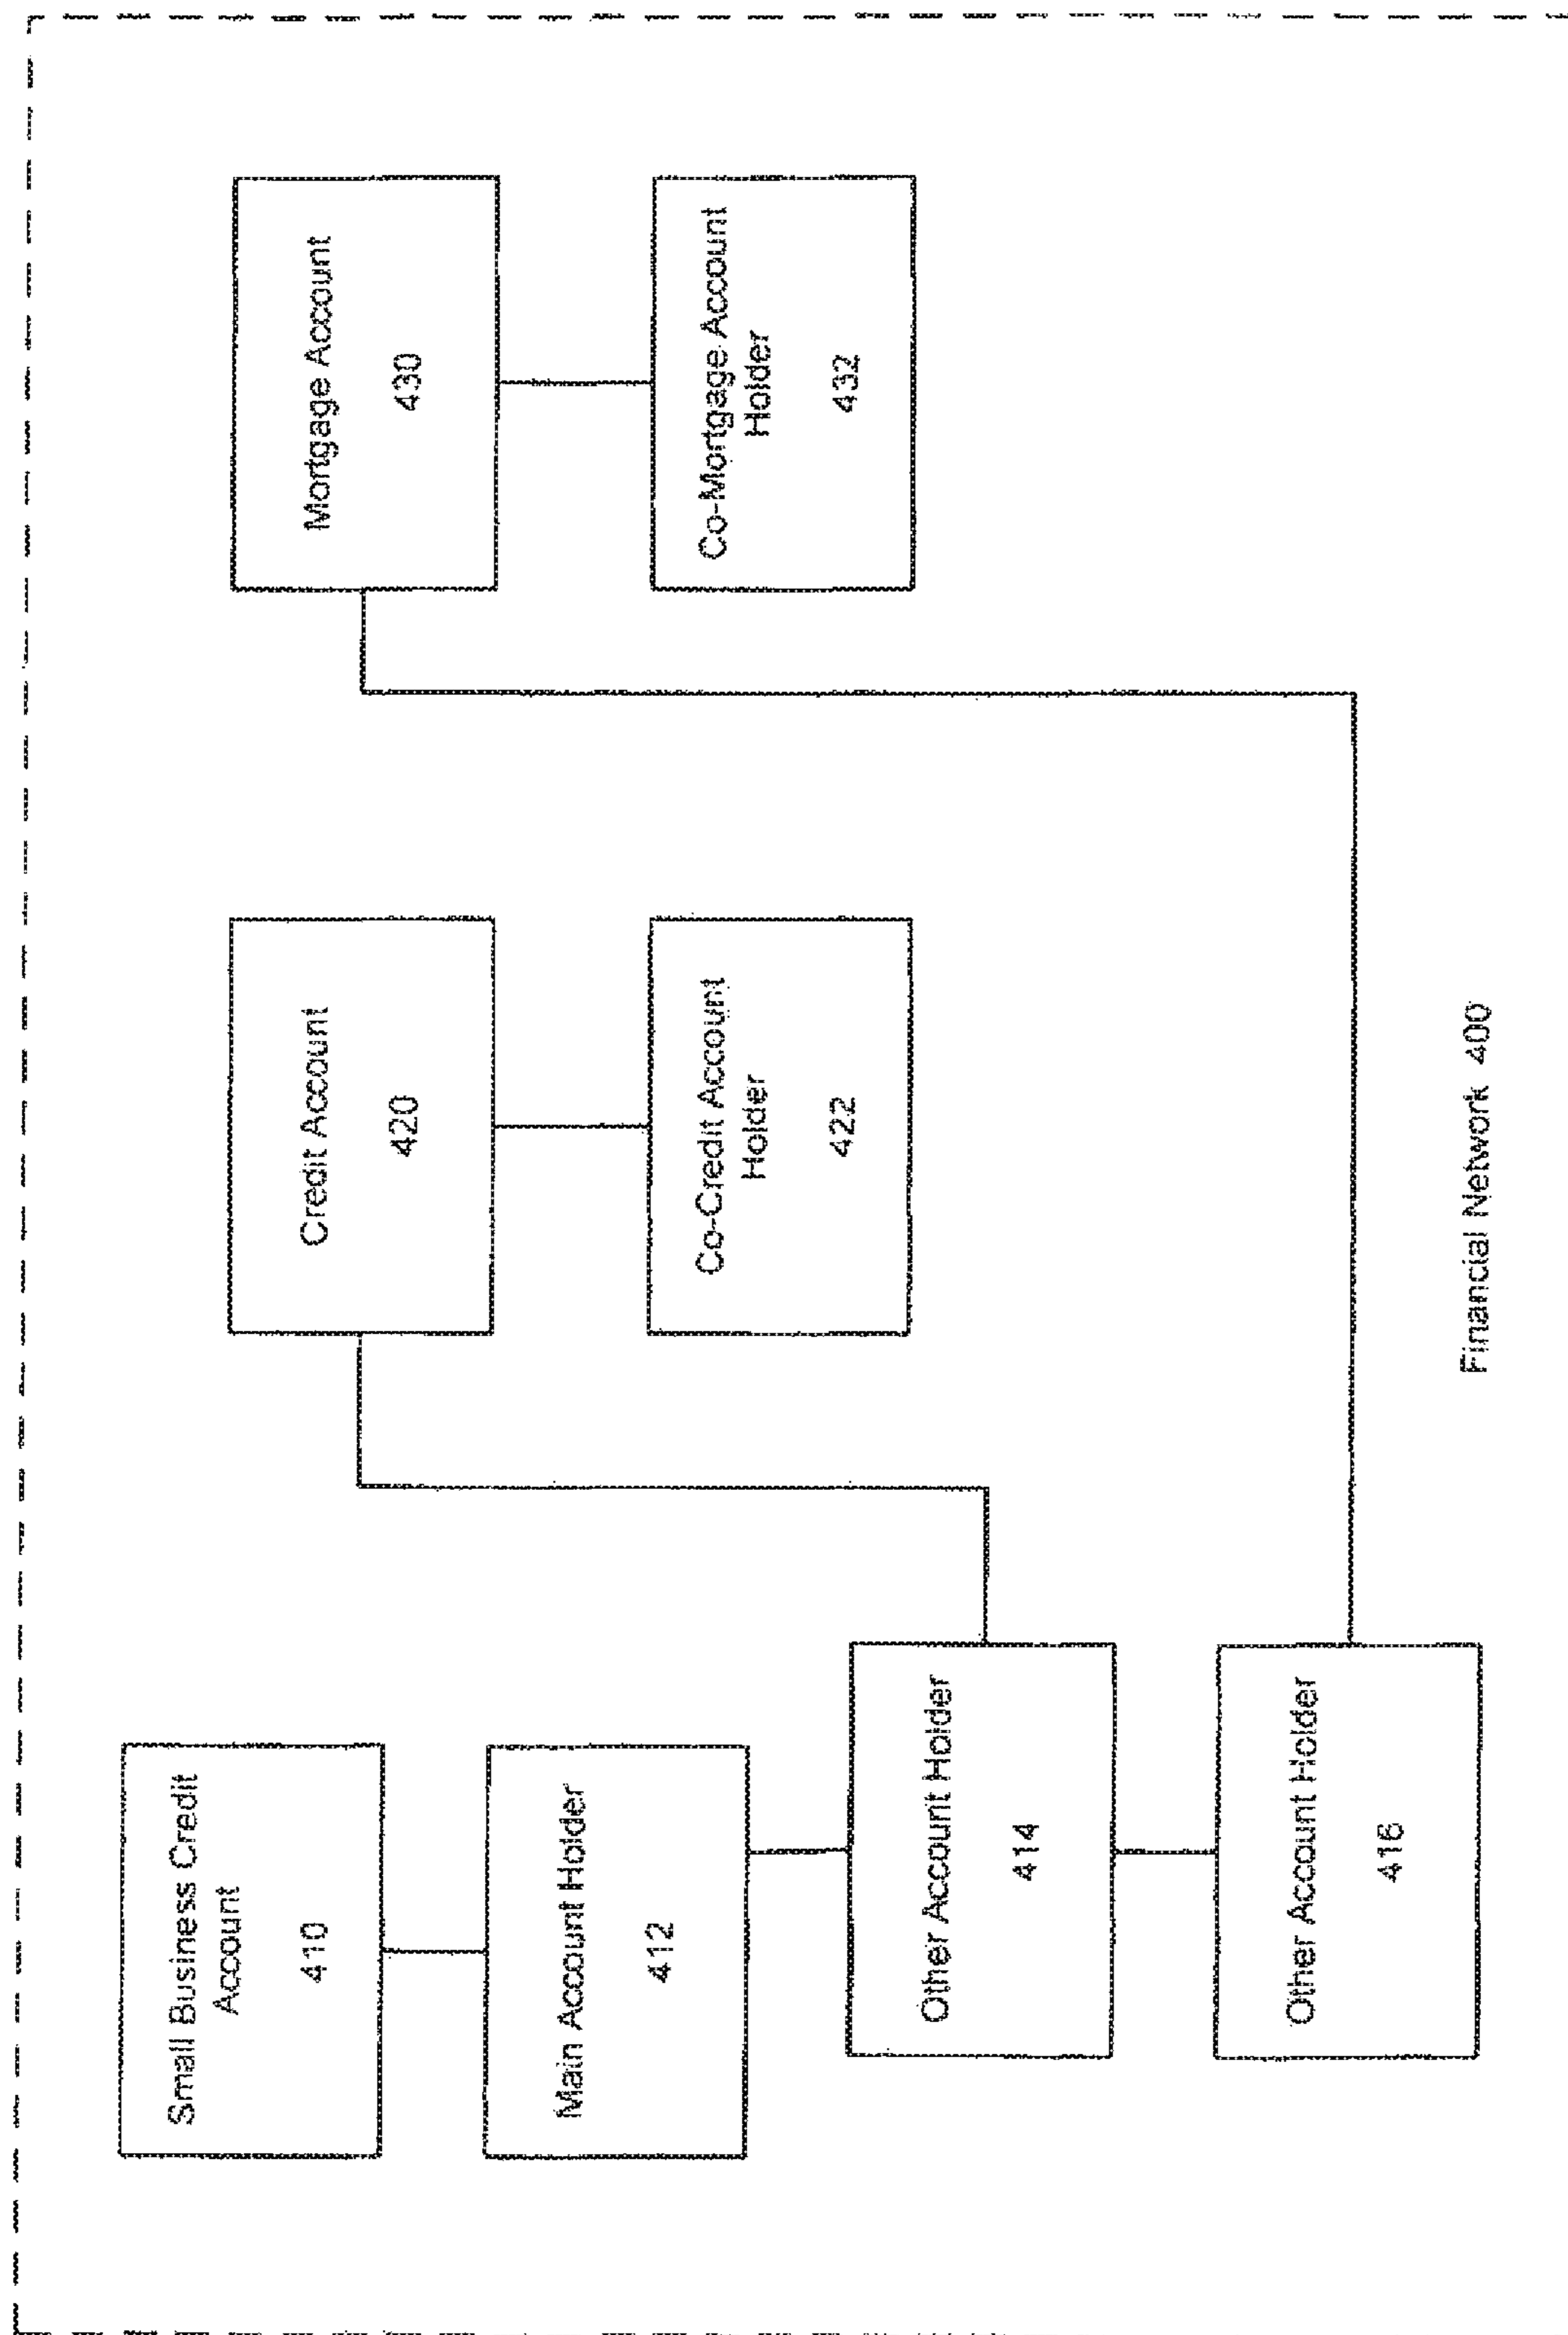 Small Business Credit
Account
410
Main Account Holder
412
Other Account Holder
414
Other Account Holder
416
Credit Account
420
Co-Credit Account
Holder
422
Mortgage Account
430
Co-Mortgage Account
Holder
432
Financial Network 400